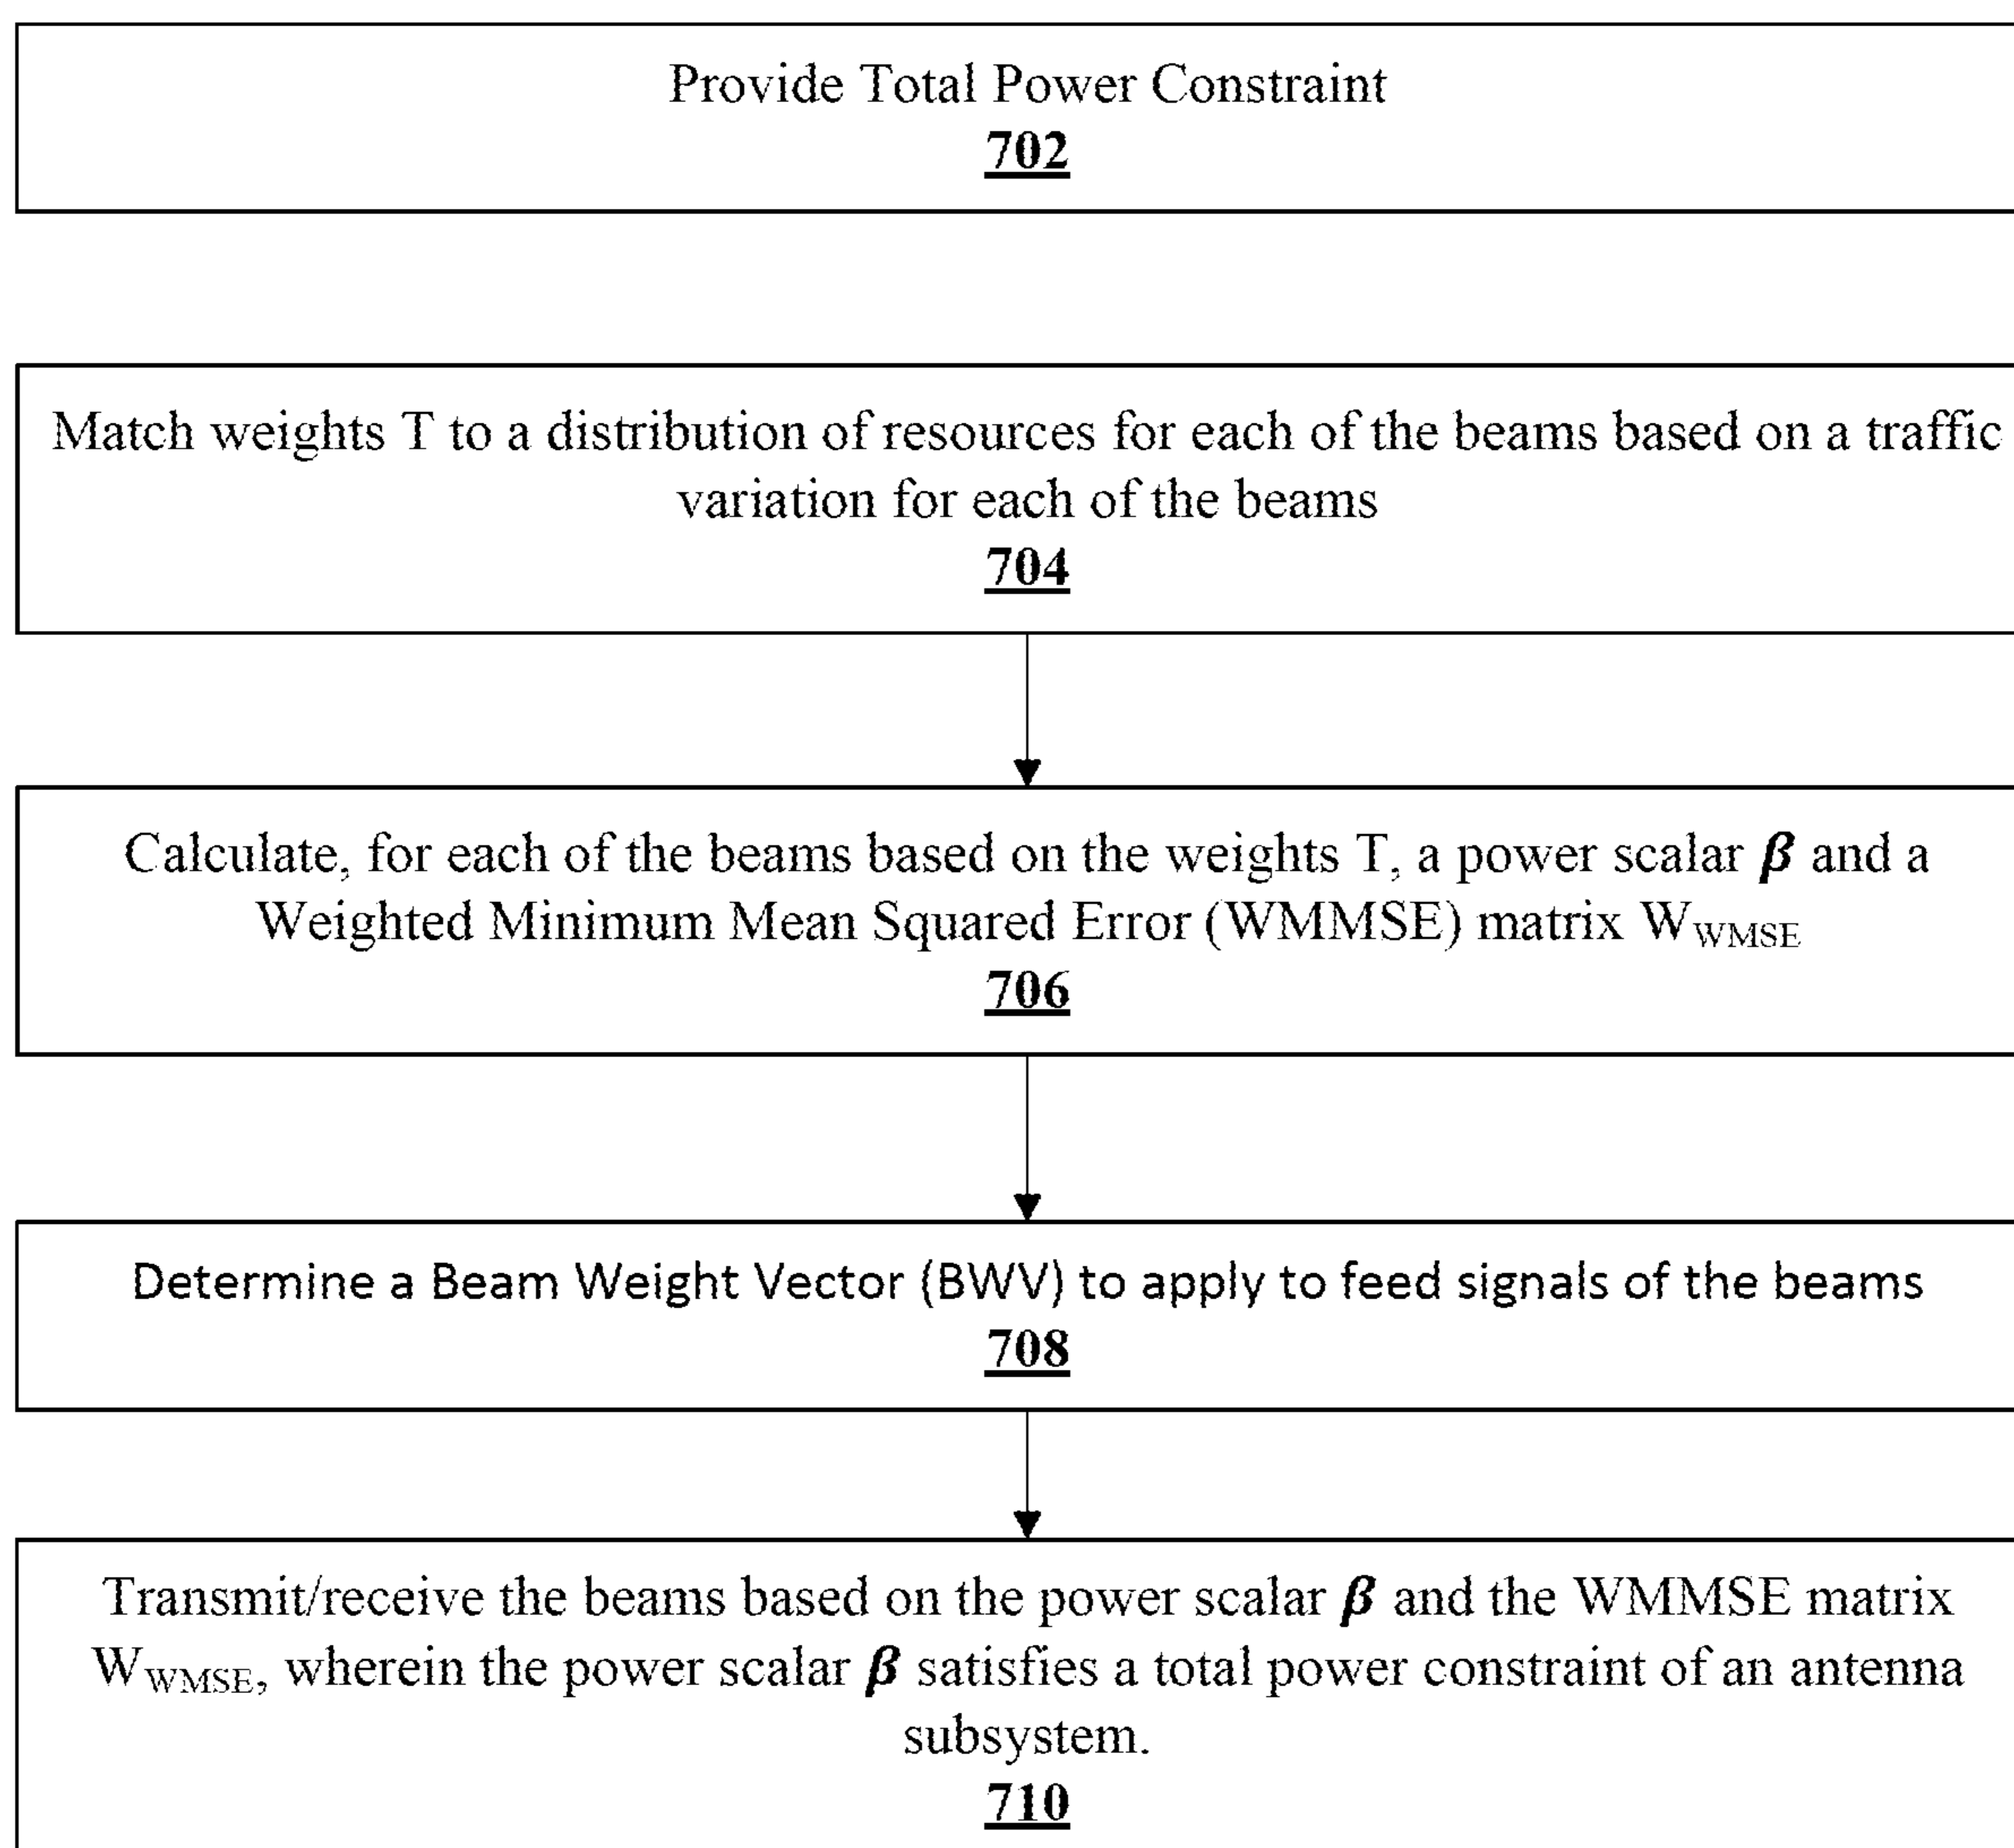 Provide Total Power Constraint
702
Match weights T to a distribution of resources for each of the beams based on a traffic
variation for each of the beams
704
Calculate, for each of the beams based on the weights T, a power scalar β and a
Weighted Minimum Mean Squared Error (WMMSE) matrix W_WMSE
706
Determine a Beam Weight Vector (BWV) to apply to feed signals of the beams
708
Transmit/receive the beams based on the power scalar β and the WMMSE matrix
W_WMSE, wherein the power scalar β satisfies a total power constraint of an antenna
subsystem.
710